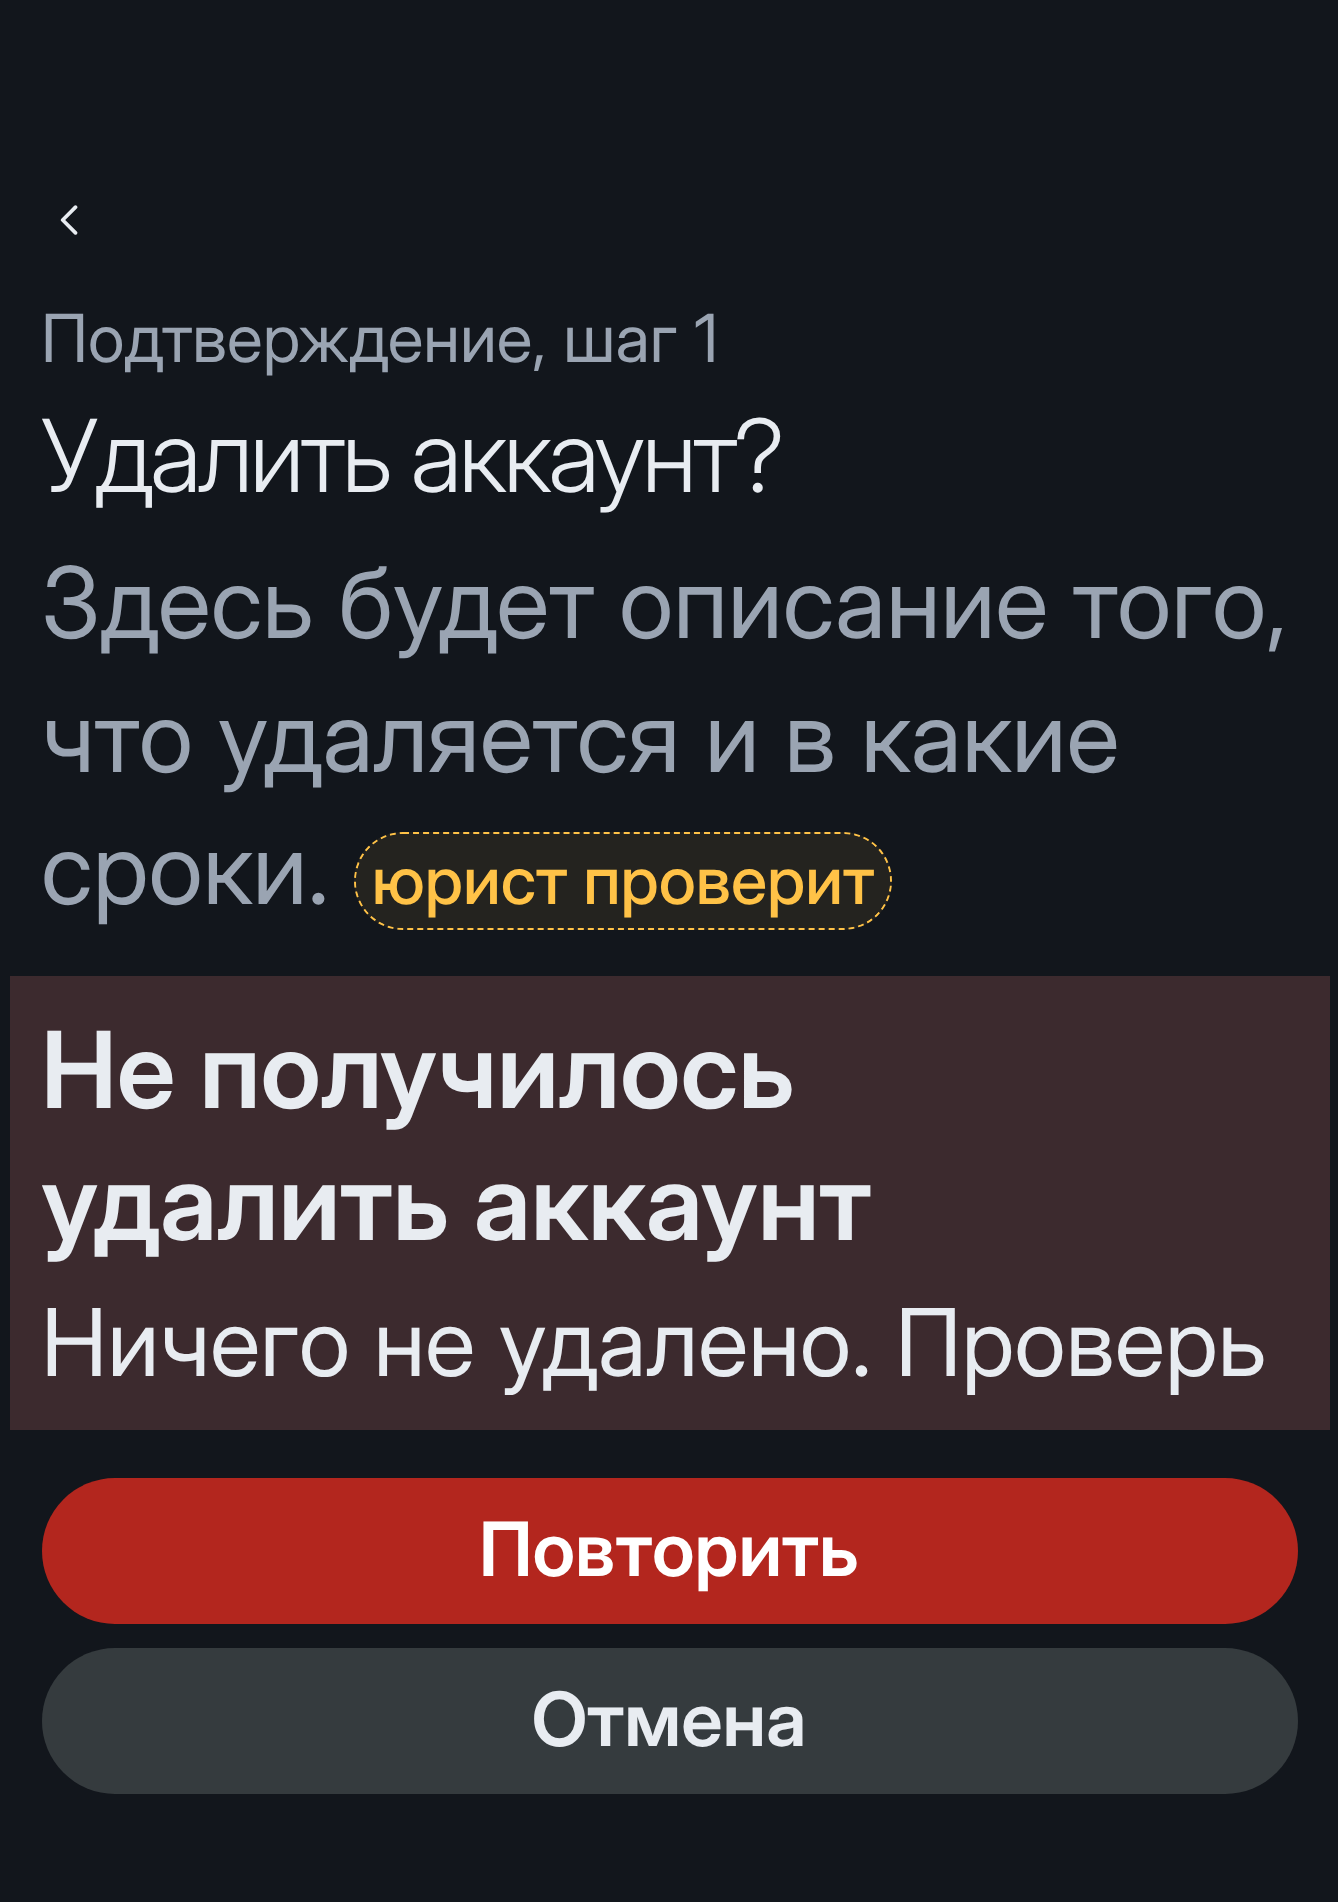 Подтверждение, шаг 1
Удалить аккаунт?
Здесь будет описание того,
что удаляется и в какие
сроки. юрист проверит
Не получилось
удалить аккаунт
Ничего не удалено. Проверь
Повторить
Отмена